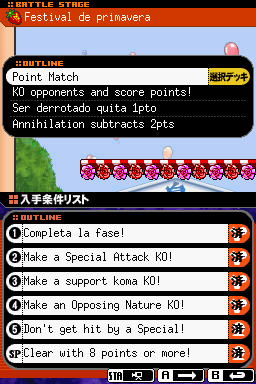 BATTLE STAGE
Festival de primavera
OUTLINE
Point Match
選択デッキ
KO opponents and score points!
Ser derrotado quita 1pto
Annihilation subtracts 2pts
入手条件リスト
OUTLINE
1 Completa la fase! 済
2 Make a Special Attack KO! 済
3 Make a support koma KO! 済
4 Make an Opposing Nature KO! 済
5 Don't get hit by a Special! 済
SP Clear with 8 points or more! 済
STA A B